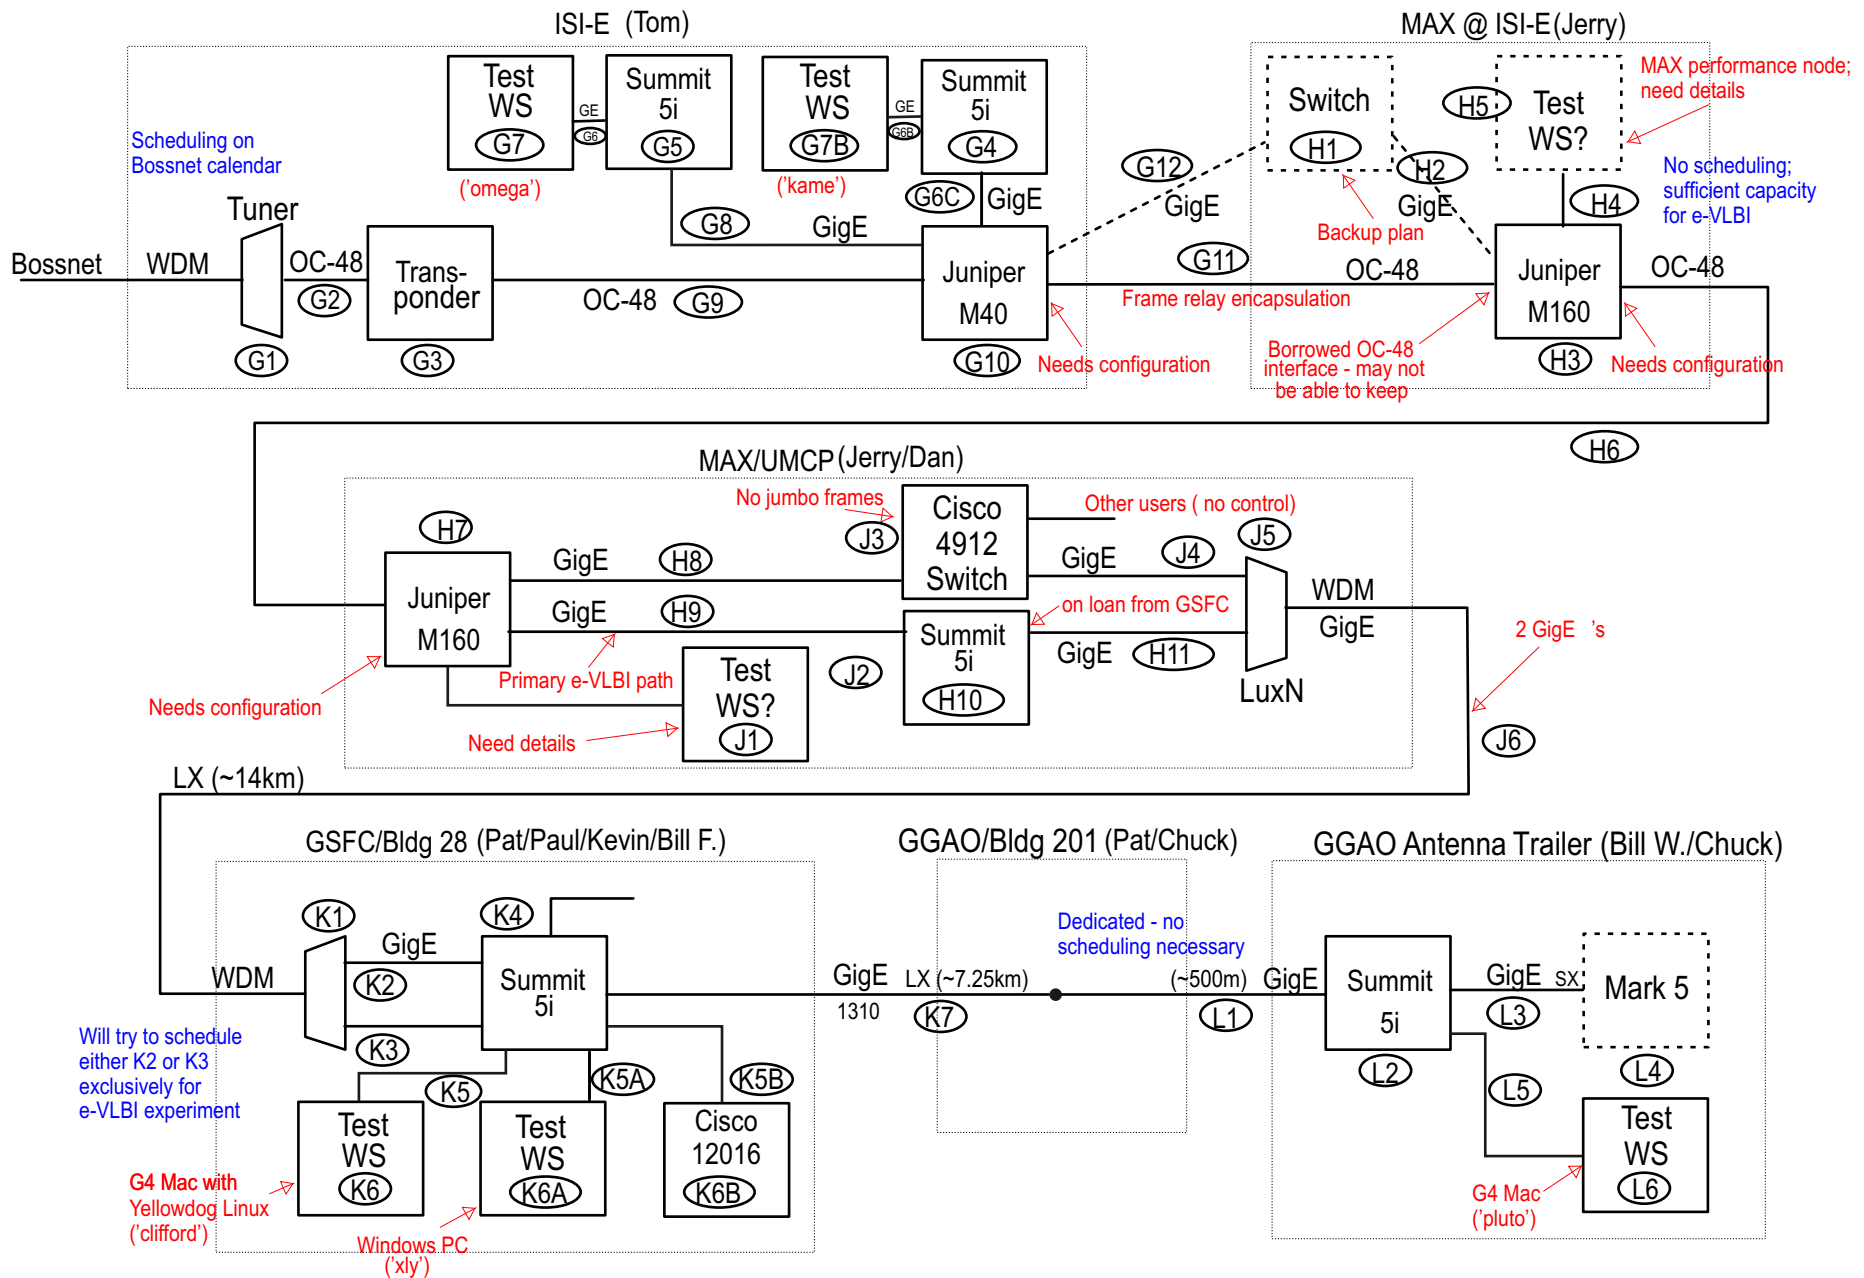 ISI-E (Tom)
MAX @ ISI-E (Jerry)
Test
WS
G7
GE
G6
Summit
5i
G5
Test
WS
G7B
GE
G6B
Summit
5i
G4
('omega')
('kame')
Scheduling on
Bossnet calendar
Tuner
G8
GigE
G6C
GigE
Bossnet
WDM
OC-48
G2
Trans-
ponder
OC-48
G9
Juniper
M40
G1
G3
G10
Needs configuration
G12
GigE
G11
OC-48
Frame relay encapsulation
Switch
H1
H2
GigE
Backup plan
H5
Test
WS?
MAX performance node;
need details
No scheduling;
sufficient capacity
for e-VLBI
H4
Juniper
M160
OC-48
Borrowed OC-48
interface - may not
be able to keep
H3
Needs configuration
H6
MAX/UMCP (Jerry/Dan)
No jumbo frames
Other users ( no control)
H7
J3
Cisco
4912
Switch
J5
GigE
H8
GigE
J4
Juniper
M160
GigE
H9
WDM
GigE
on loan from GSFC
Summit
5i
H10
GigE
H11
2 GigE 's
Primary e-VLBI path
J2
Test
WS?
J1
LuxN
Needs configuration
Need details
J6
LX (~14km)
GSFC/Bldg 28 (Pat/Paul/Kevin/Bill F.)
GGAO/Bldg 201 (Pat/Chuck)
GGAO Antenna Trailer (Bill W./Chuck)
K1
K4
GigE
WDM
K2
Summit
5i
K3
GigE
1310
LX (~7.25km)
K7
Dedicated - no
scheduling necessary
(~500m)
L1
GigE
Summit
5i
L2
GigE
SX
L3
Mark 5
L4
L5
Will try to schedule
either K2 or K3
exclusively for
e-VLBI experiment
K5
K5A
K5B
Test
WS
K6
Test
WS
K6A
Cisco
12016
K6B
Test
WS
L6
G4 Mac with
Yellowdog Linux
('clifford')
Windows PC
('xly')
G4 Mac
('pluto')